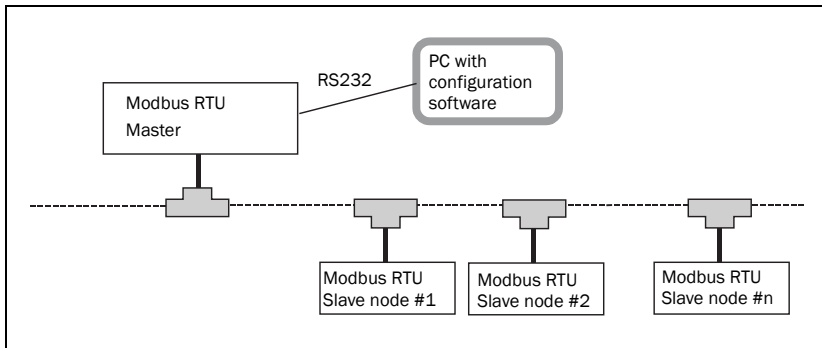 PC with
configuration
software
RS232
Modbus RTU
Master
Modbus RTU
Slave node #1
Modbus RTU
Slave node #2
Modbus RTU
Slave node #n